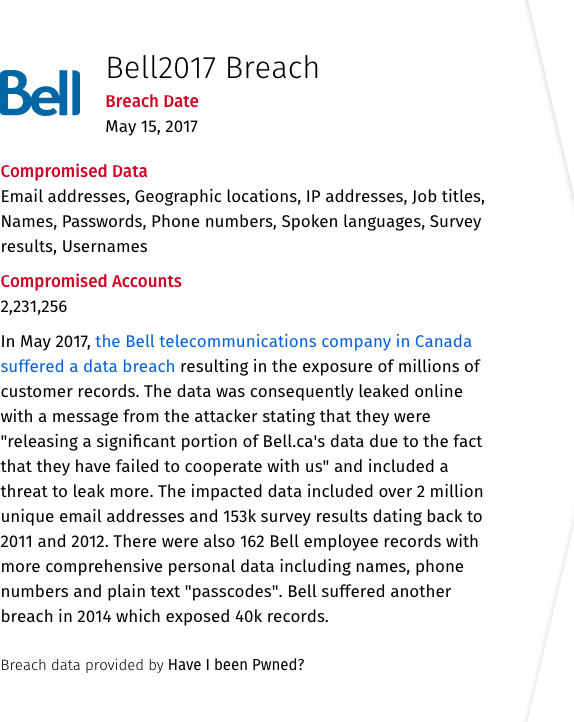 Bell
Bell2017 Breach
Breach Date
May 15, 2017
Compromised Data
Email addresses, Geographic locations, IP addresses, Job titles,
Names, Passwords, Phone numbers, Spoken languages, Survey
results, Usernames
Compromised Accounts
2,231,256
In May 2017, the Bell telecommunications company in Canada
suffered a data breach resulting in the exposure of millions of
customer records. The data was consequently leaked online
with a message from the attacker stating that they were
"releasing a significant portion of Bell.ca's data due to the fact
that they have failed to cooperate with us" and included a
threat to leak more. The impacted data included over 2 million
unique email addresses and 153k survey results dating back to
2011 and 2012. There were also 162 Bell employee records with
more comprehensive personal data including names, phone
numbers and plain text "passcodes". Bell suffered another
breach in 2014 which exposed 40k records.
Breach data provided by Have I been Pwned?